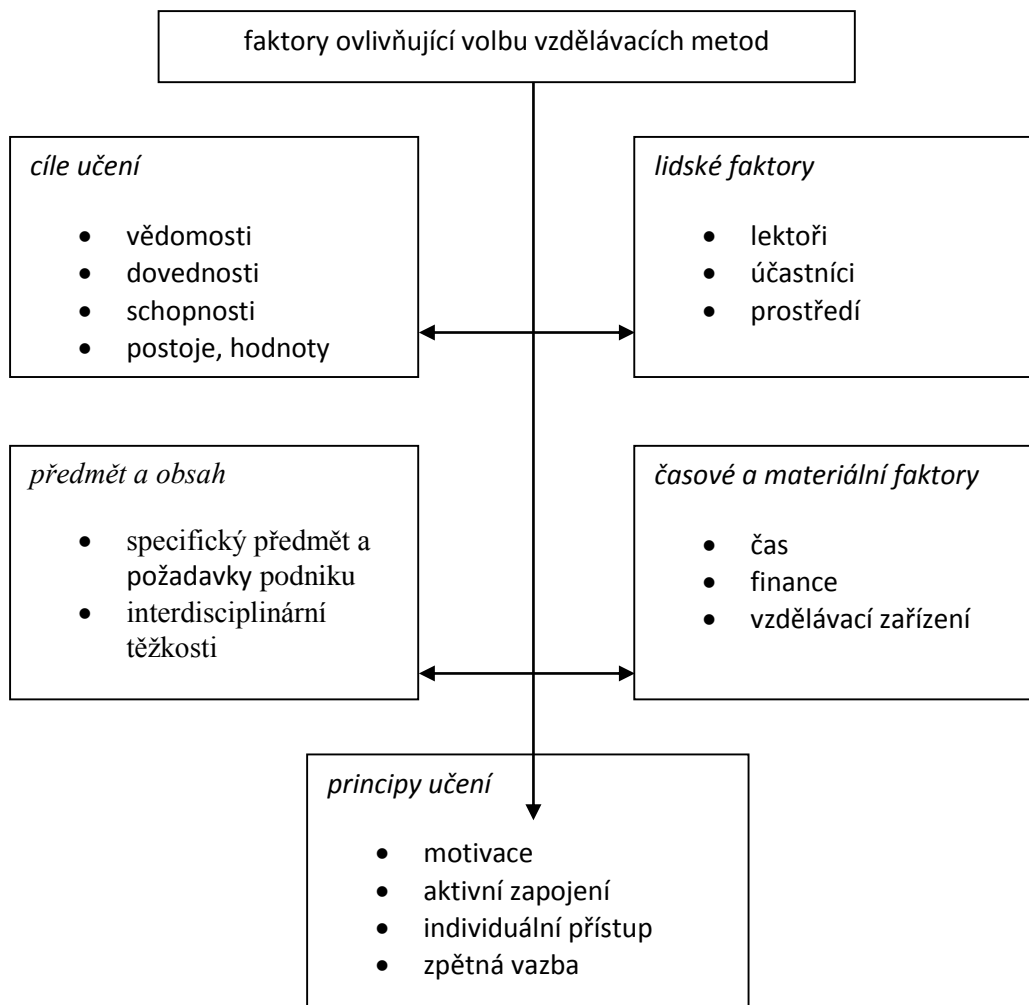 faktory ovlivňující volbu vzdělávacích metod
cíle učení
• vědomosti
• dovednosti
• schopnosti
• postoje, hodnoty
lidské faktory
• lektoři
• účastníci
• prostředí
předmět a obsah
• specifický předmět a
požadavky podniku
• interdisciplinární
těžkosti
časové a materiální faktory
• čas
• finance
• vzdělávací zařízení
principy učení
• motivace
• aktivní zapojení
• individuální přístup
• zpětná vazba